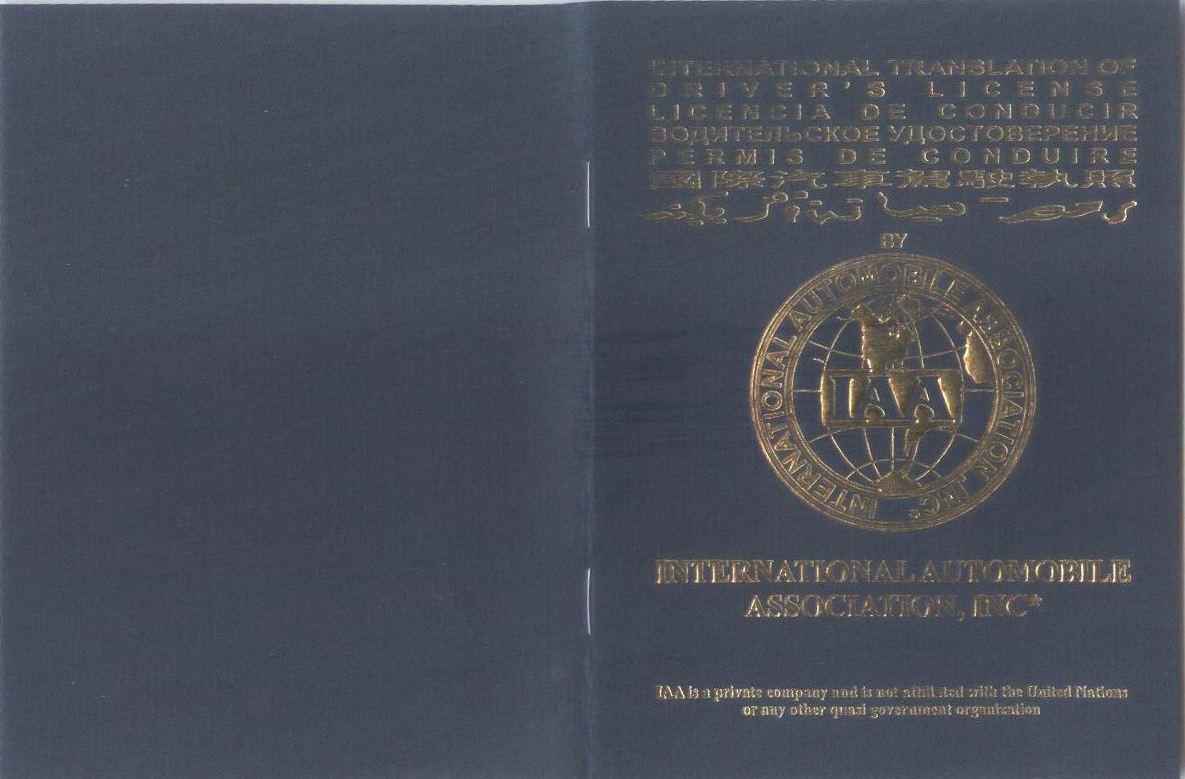 INTERNATIONAL TRANSLATION OF
DRIVER'S LICENSE
LICENCIA DE CONDUCIR
ВОДИТЕЛЬСКОЕ УДОСТОВЕРЕНИЕ
PERMIS DE CONDUIRE
國際汽車駕駛執照
BY
INTERNATIONAL AUTOMOBILE ASSOCIATION, INC*
IAA
INTERNATIONAL AUTOMOBILE
ASSOCIATION, INC*
IAA is a private company and is not affiliated with the United Nations
or any other quasi government organization